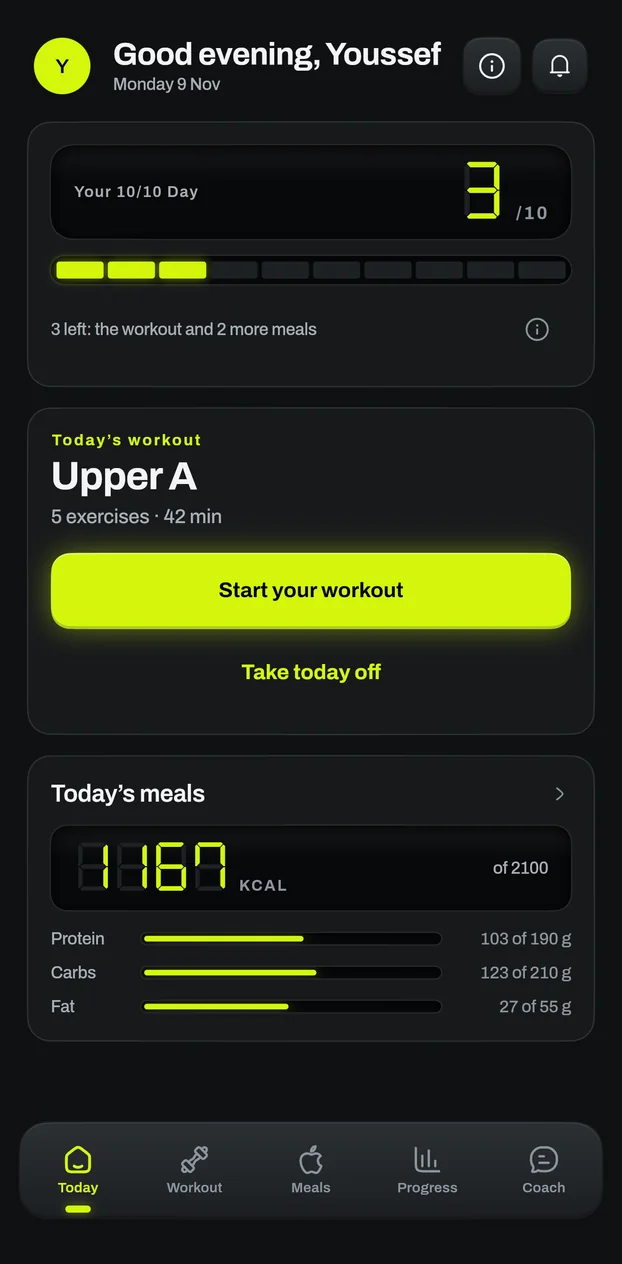 Y
Good evening, Youssef
Monday 9 Nov
Your 10/10 Day
3 /10
3 left: the workout and 2 more meals
Today’s workout
Upper A
5 exercises · 42 min
Start your workout
Take today off
Today’s meals
1167 KCAL of 2100
Protein 103 of 190 g
Carbs 123 of 210 g
Fat 27 of 55 g
Today Workout Meals Progress Coach